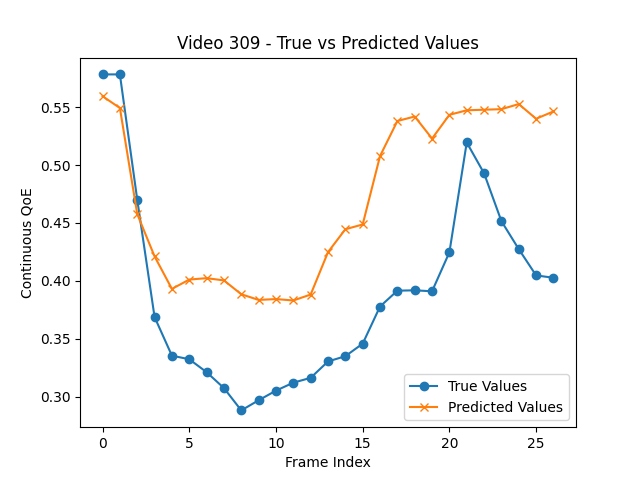 Video 309 - True vs Predicted Values
Continuous QoE
0.55
0.50
0.45
0.40
0.35
0.30
0
5
10
15
20
25
Frame Index
True Values
Predicted Values